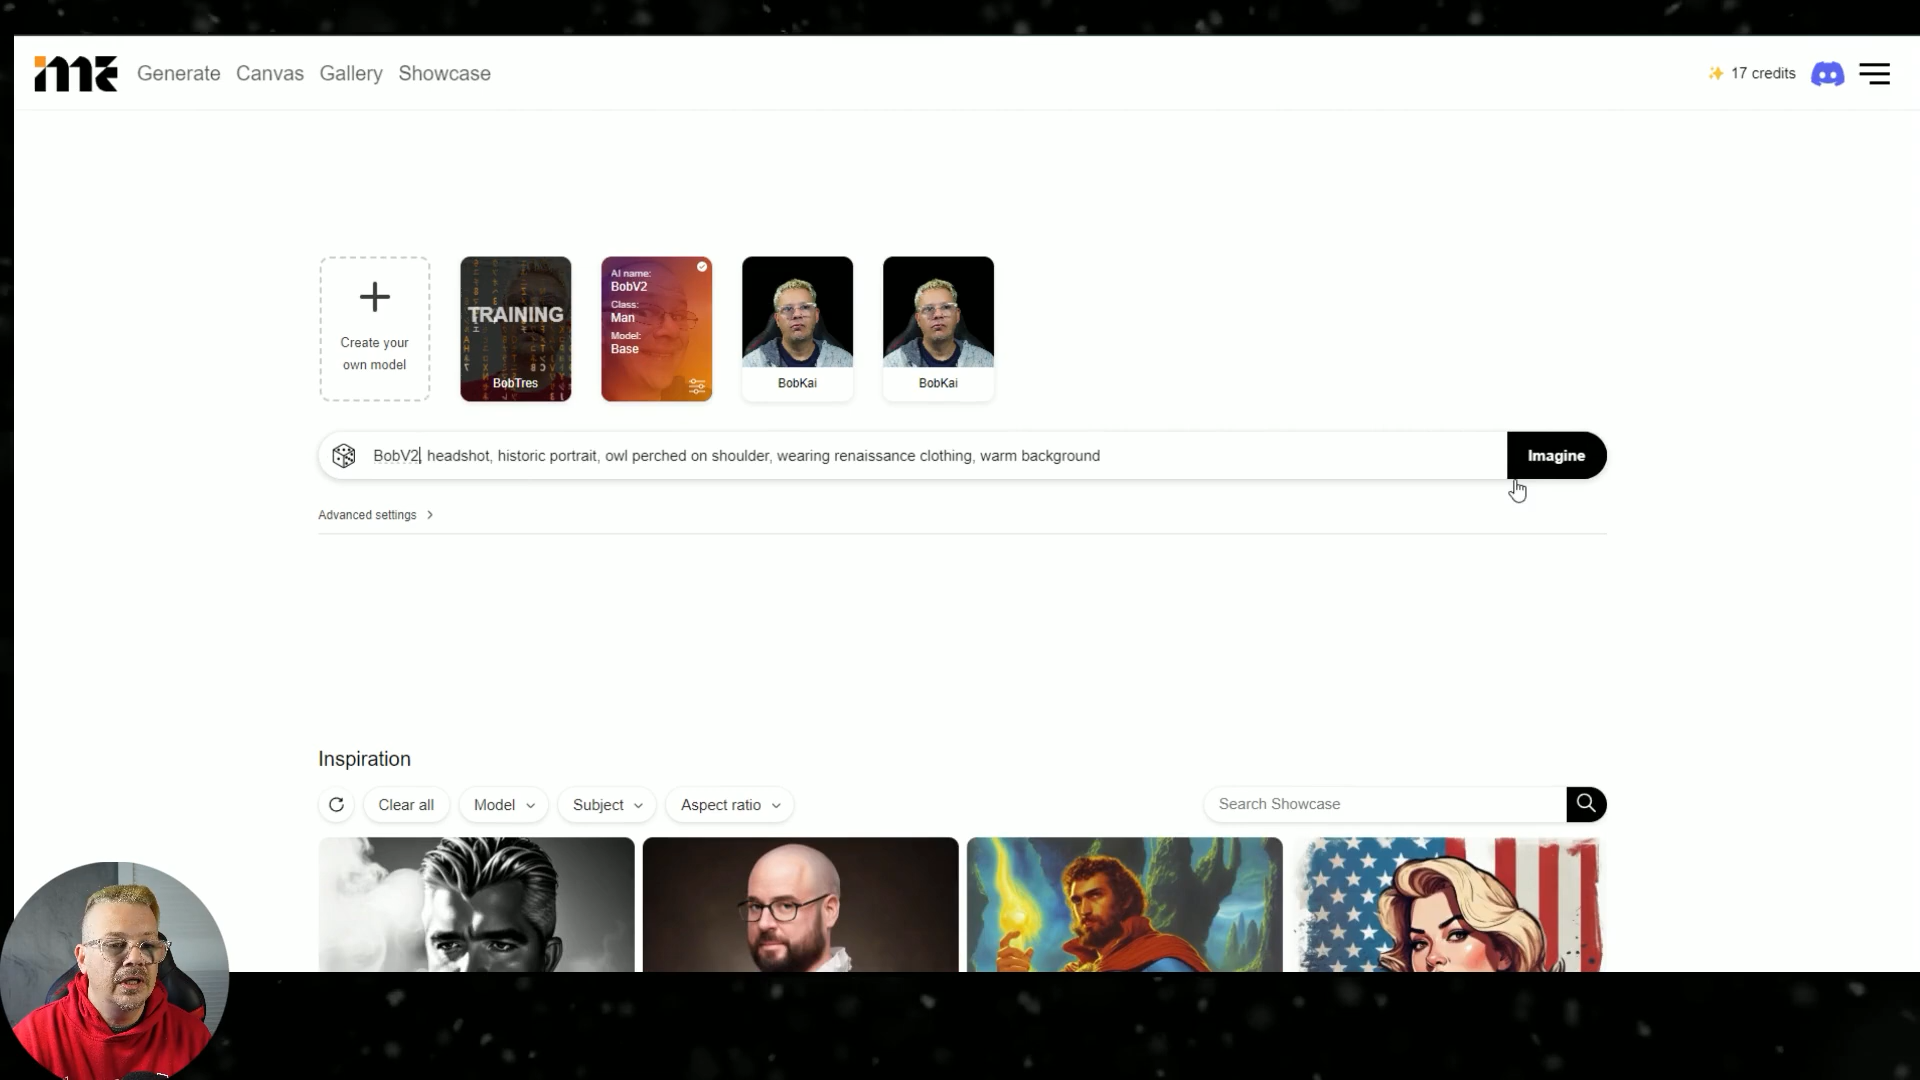 Generate Canvas Gallery Showcase
17 credits
Create your
own model
TRAINING
BobTres
AI name:
BobV2
Class:
Man
Model:
Base
BobKai
BobKai
BobV2, headshot, historic portrait, owl perched on shoulder, wearing renaissance clothing, warm background
Imagine
Advanced settings
Inspiration
Clear all
Model
Subject
Aspect ratio
Search Showcase